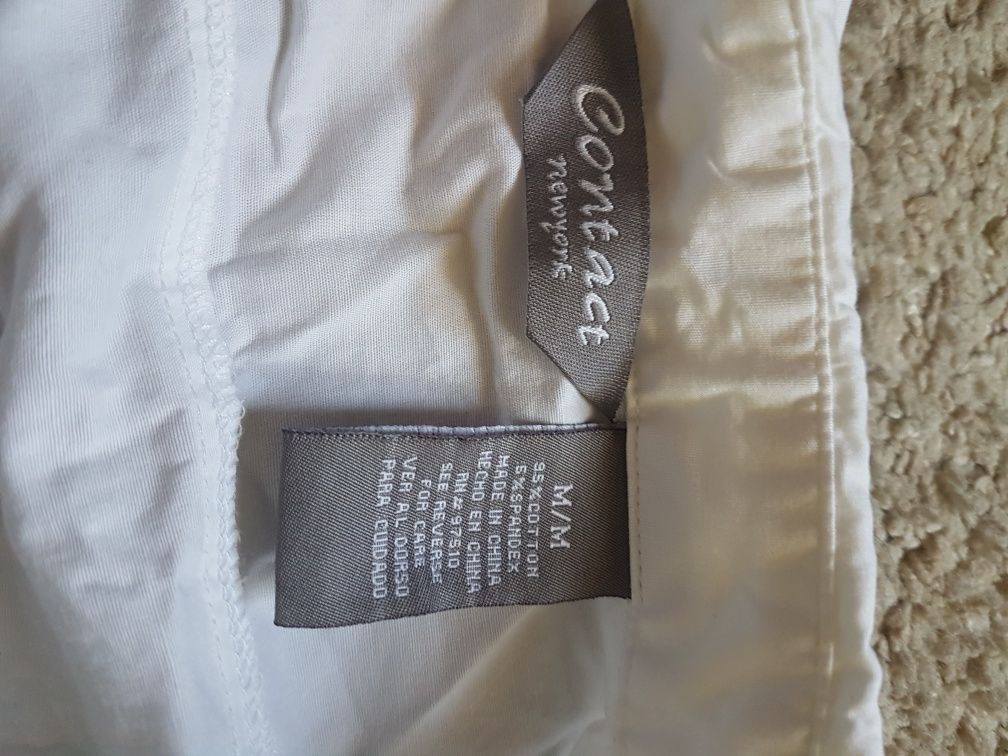 Contact
newyork
M/M
95% COTTON
5% SPANDEX
MADE IN CHINA
HECHO EN CHINA
RN# 97510
SEE REVERSE
FOR CARE
VER AL DORSO
PARA CUIDADO